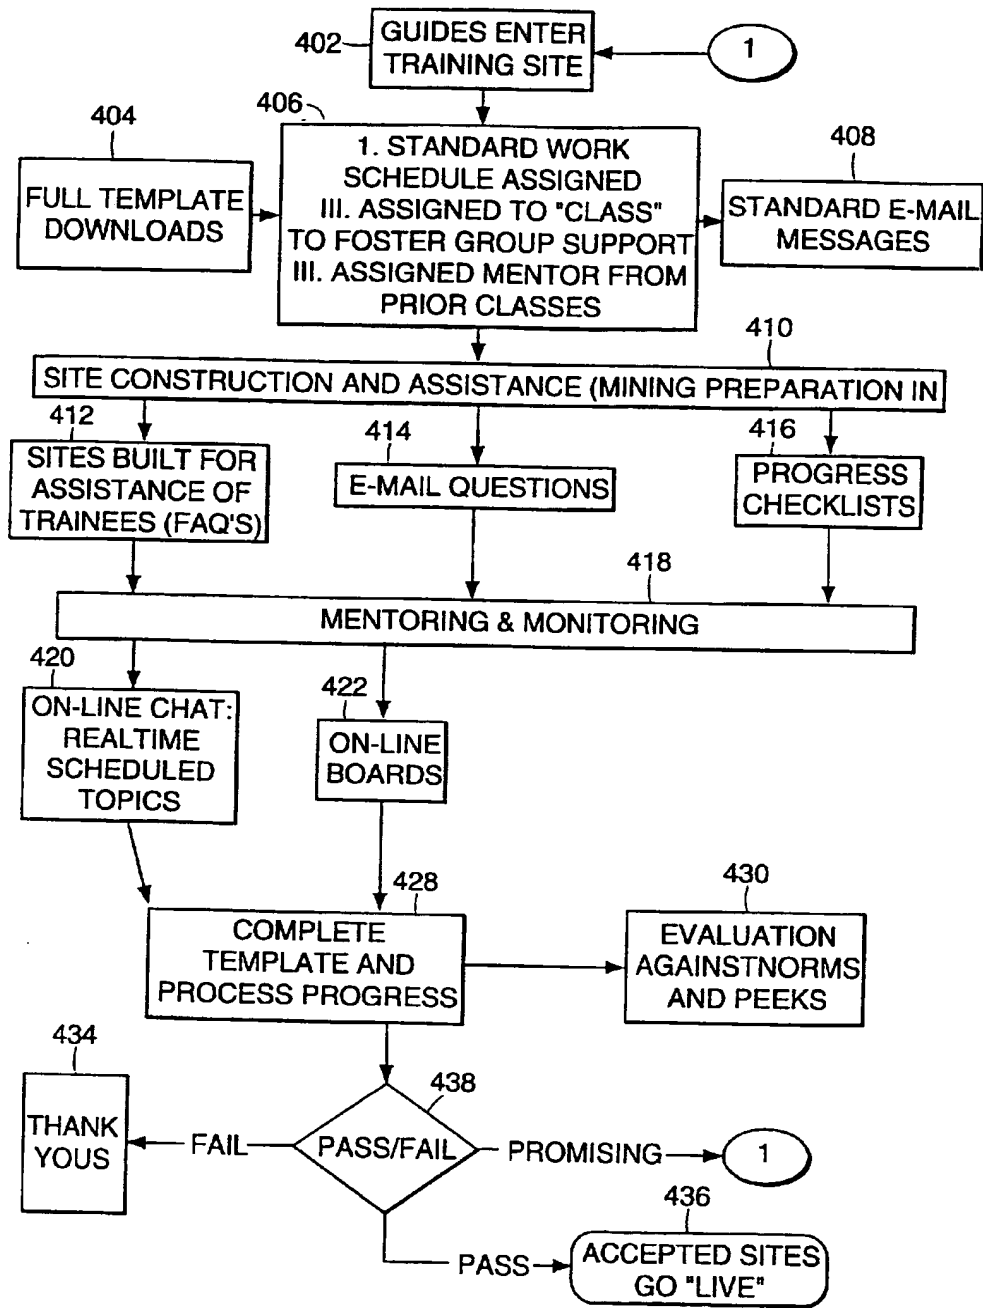 402
GUIDES ENTER
TRAINING SITE
1
404
FULL TEMPLATE
DOWNLOADS
406
1. STANDARD WORK
SCHEDULE ASSIGNED
III. ASSIGNED TO "CLASS"
TO FOSTER GROUP SUPPORT
III. ASSIGNED MENTOR FROM
PRIOR CLASSES
408
STANDARD E-MAIL
MESSAGES
410
SITE CONSTRUCTION AND ASSISTANCE (MINING PREPARATION IN
412
SITES BUILT FOR
ASSISTANCE OF
TRAINEES (FAQ'S)
414
E-MAIL QUESTIONS
416
PROGRESS
CHECKLISTS
418
MENTORING & MONITORING
420
ON-LINE CHAT:
REALTIME
SCHEDULED
TOPICS
422
ON-LINE
BOARDS
428
COMPLETE
TEMPLATE AND
PROCESS PROGRESS
430
EVALUATION
AGAINSTNORMS
AND PEEKS
434
THANK
YOUS
FAIL
438
PASS/FAIL
PROMISING
1
PASS
436
ACCEPTED SITES
GO "LIVE"